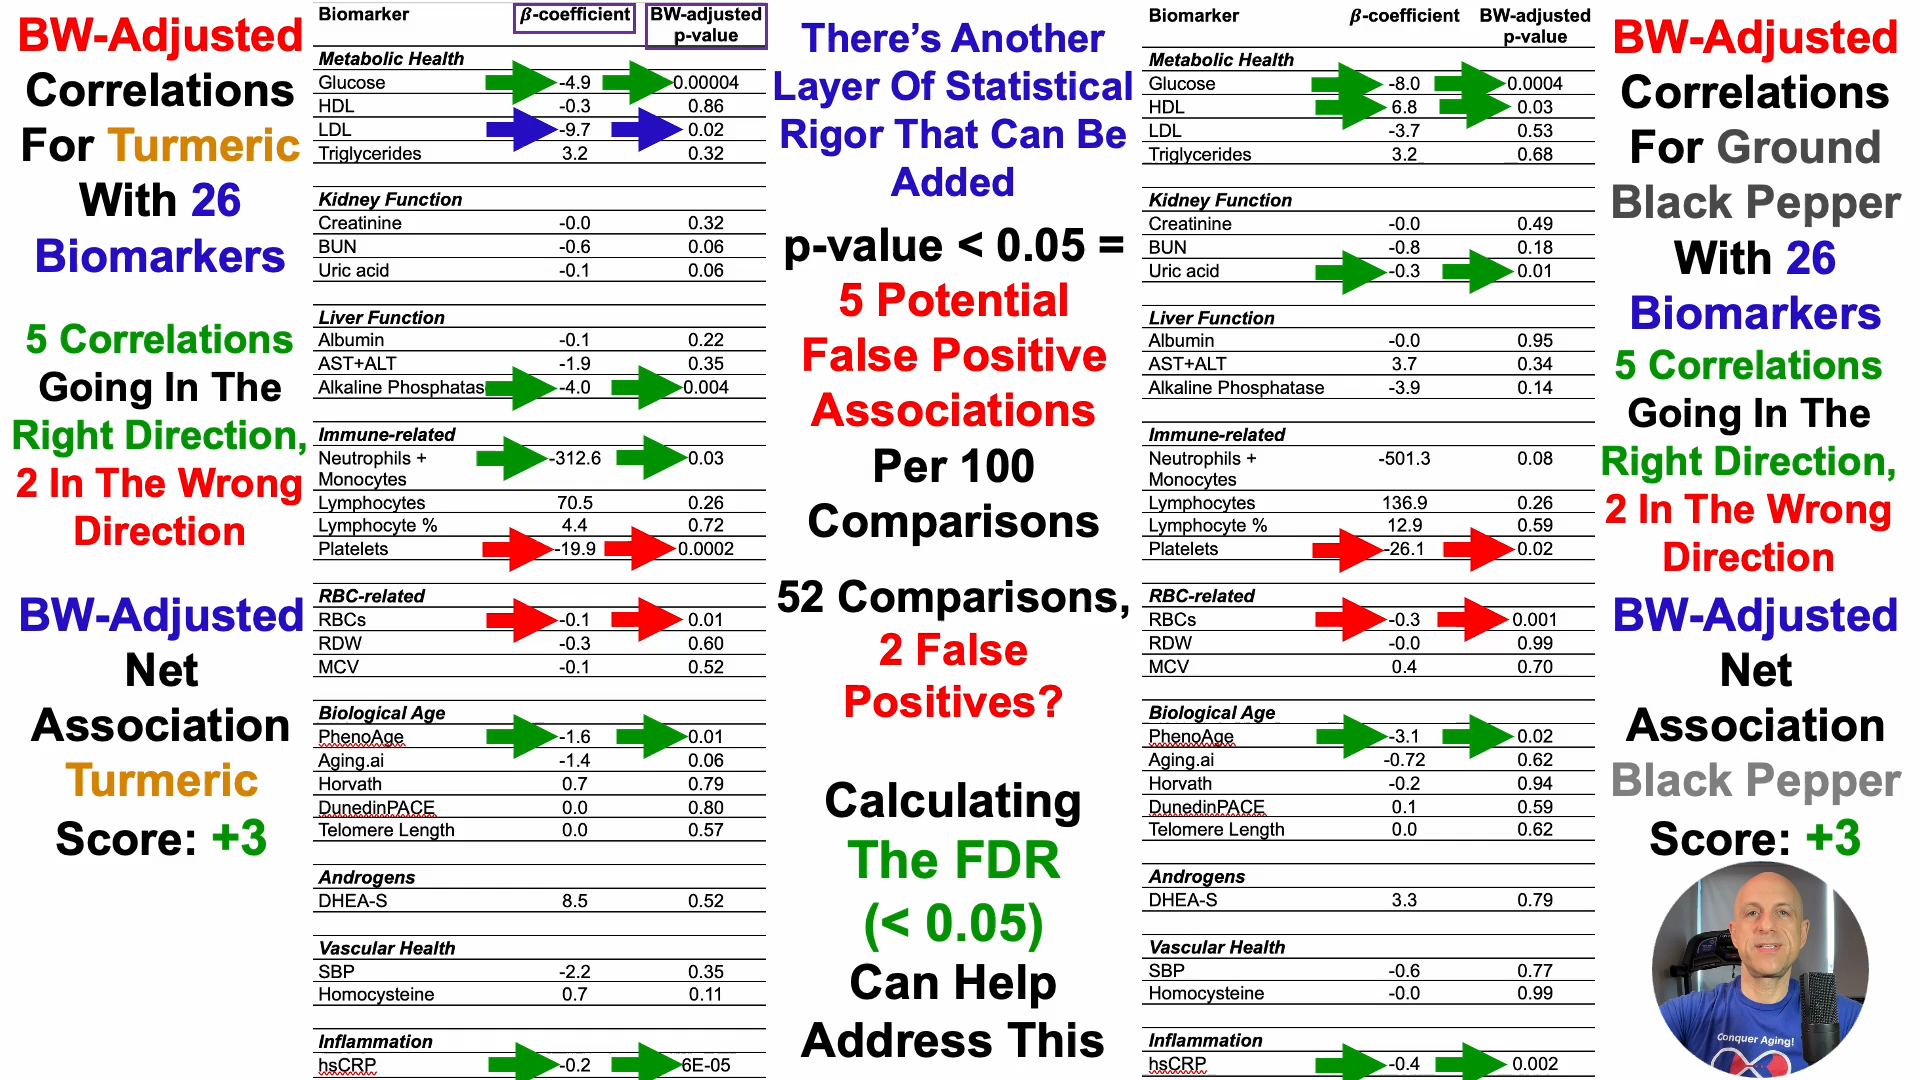 BW-Adjusted
Correlations
For Turmeric
With 26
Biomarkers
5 Correlations
Going In The
Right Direction,
2 In The Wrong
Direction
BW-Adjusted
Net
Association
Turmeric
Score: +3
Biomarker β-coefficient BW-adjusted
p-value
Metabolic Health
Glucose -4.9 0.00004
HDL -0.3 0.86
LDL -9.7 0.02
Triglycerides 3.2 0.32
Kidney Function
Creatinine -0.0 0.32
BUN -0.6 0.06
Uric acid -0.1 0.06
Liver Function
Albumin -0.1 0.22
AST+ALT -1.9 0.35
Alkaline Phosphatas -4.0 0.004
Immune-related
Neutrophils + -312.6 0.03
Monocytes
Lymphocytes 70.5 0.26
Lymphocyte % 4.4 0.72
Platelets -19.9 0.0002
RBC-related
RBCs -0.1 0.01
RDW -0.3 0.60
MCV -0.1 0.52
Biological Age
PhenoAge -1.6 0.01
Aging.ai -1.4 0.06
Horvath 0.7 0.79
DunedinPACE 0.0 0.80
Telomere Length 0.0 0.57
Androgens
DHEA-S 8.5 0.52
Vascular Health
SBP -2.2 0.35
Homocysteine 0.7 0.11
Inflammation
hsCRP -0.2 6E-05
There's Another
Layer Of Statistical
Rigor That Can Be
Added
p-value < 0.05 =
5 Potential
False Positive
Associations
Per 100
Comparisons
52 Comparisons,
2 False
Positives?
Calculating
The FDR
(< 0.05)
Can Help
Address This
Biomarker β-coefficient BW-adjusted
p-value
Metabolic Health
Glucose -8.0 0.0004
HDL 6.8 0.03
LDL -3.7 0.53
Triglycerides 3.2 0.68
Kidney Function
Creatinine -0.0 0.49
BUN -0.8 0.18
Uric acid -0.3 0.01
Liver Function
Albumin -0.0 0.95
AST+ALT 3.7 0.34
Alkaline Phosphatase -3.9 0.14
Immune-related
Neutrophils + -501.3 0.08
Monocytes
Lymphocytes 136.9 0.26
Lymphocyte % 12.9 0.59
Platelets -26.1 0.02
RBC-related
RBCs -0.3 0.001
RDW -0.0 0.99
MCV 0.4 0.70
Biological Age
PhenoAge -3.1 0.02
Aging.ai -0.72 0.62
Horvath -0.2 0.94
DunedinPACE 0.1 0.59
Telomere Length 0.0 0.62
Androgens
DHEA-S 3.3 0.79
Vascular Health
SBP -0.6 0.77
Homocysteine -0.0 0.99
Inflammation
hsCRP -0.4 0.002
BW-Adjusted
Correlations
For Ground
Black Pepper
With 26
Biomarkers
5 Correlations
Going In The
Right Direction,
2 In The Wrong
Direction
BW-Adjusted
Net
Association
Black Pepper
Score: +3
Conquer Aging!